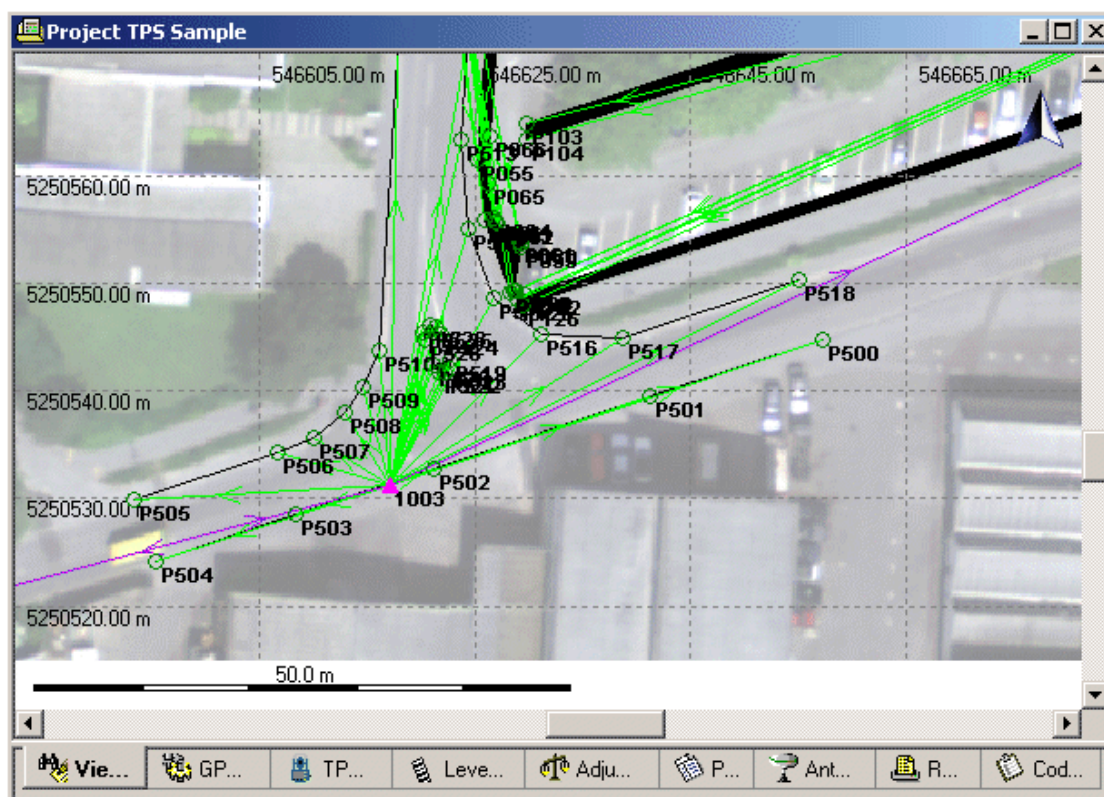 Project TPS Sample
546605.00 m
546625.00 m
546645.00 m
546665.00 m
P103
P104
P055
5250560.00 m
P065
5250550.00 m
P518
P516
P517
P500
P510
5250540.00 m
P509
P501
P508
P507
P506
P502
1003
5250530.00 m
P505
P503
P504
5250520.00 m
50.0 m
Vie...
GP...
TP...
Leve...
Adju...
P...
Ant...
R...
Cod...